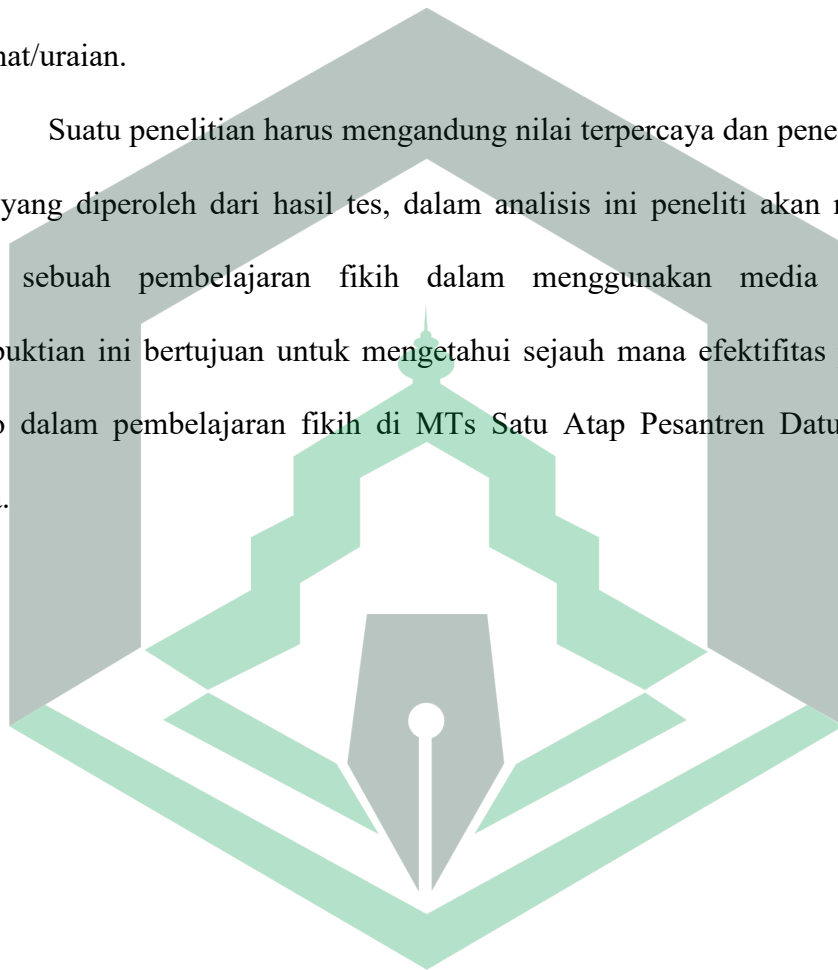 nat/uraian.
Suatu penelitian harus mengandung nilai terpercaya dan pene
yang diperoleh dari hasil tes, dalam analisis ini peneliti akan
sebuah pembelajaran fikih dalam menggunakan media
buktian ini bertujuan untuk mengetahui sejauh mana efektifitas
dalam pembelajaran fikih di MTs Satu Atap Pesantren Datu